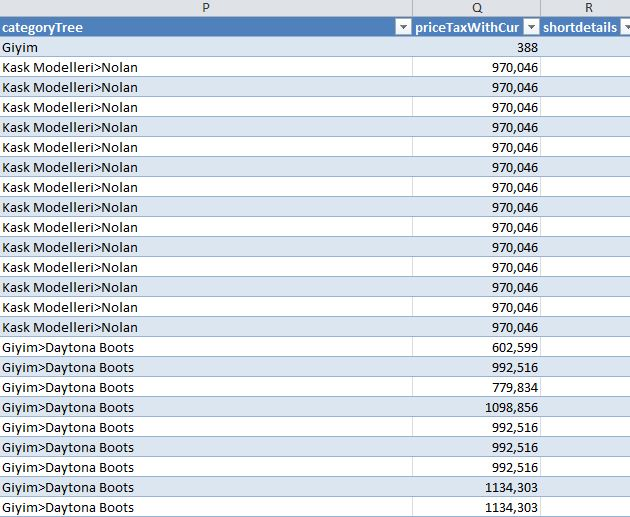 P Q R
categoryTree priceTaxWithCur shortdetails
Giyim 388
Kask Modelleri>Nolan 970,046
Kask Modelleri>Nolan 970,046
Kask Modelleri>Nolan 970,046
Kask Modelleri>Nolan 970,046
Kask Modelleri>Nolan 970,046
Kask Modelleri>Nolan 970,046
Kask Modelleri>Nolan 970,046
Kask Modelleri>Nolan 970,046
Kask Modelleri>Nolan 970,046
Kask Modelleri>Nolan 970,046
Kask Modelleri>Nolan 970,046
Kask Modelleri>Nolan 970,046
Kask Modelleri>Nolan 970,046
Kask Modelleri>Nolan 970,046
Giyim>Daytona Boots 602,599
Giyim>Daytona Boots 992,516
Giyim>Daytona Boots 779,834
Giyim>Daytona Boots 1098,856
Giyim>Daytona Boots 992,516
Giyim>Daytona Boots 992,516
Giyim>Daytona Boots 992,516
Giyim>Daytona Boots 1134,303
Giyim>Daytona Boots 1134,303